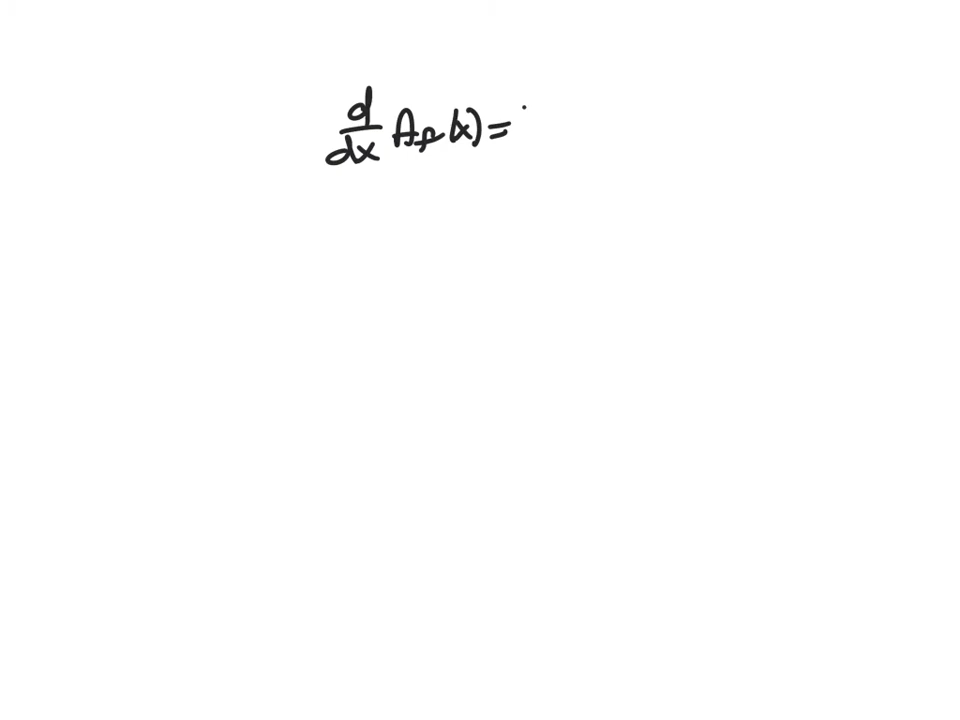 d/dx A_f(x) =